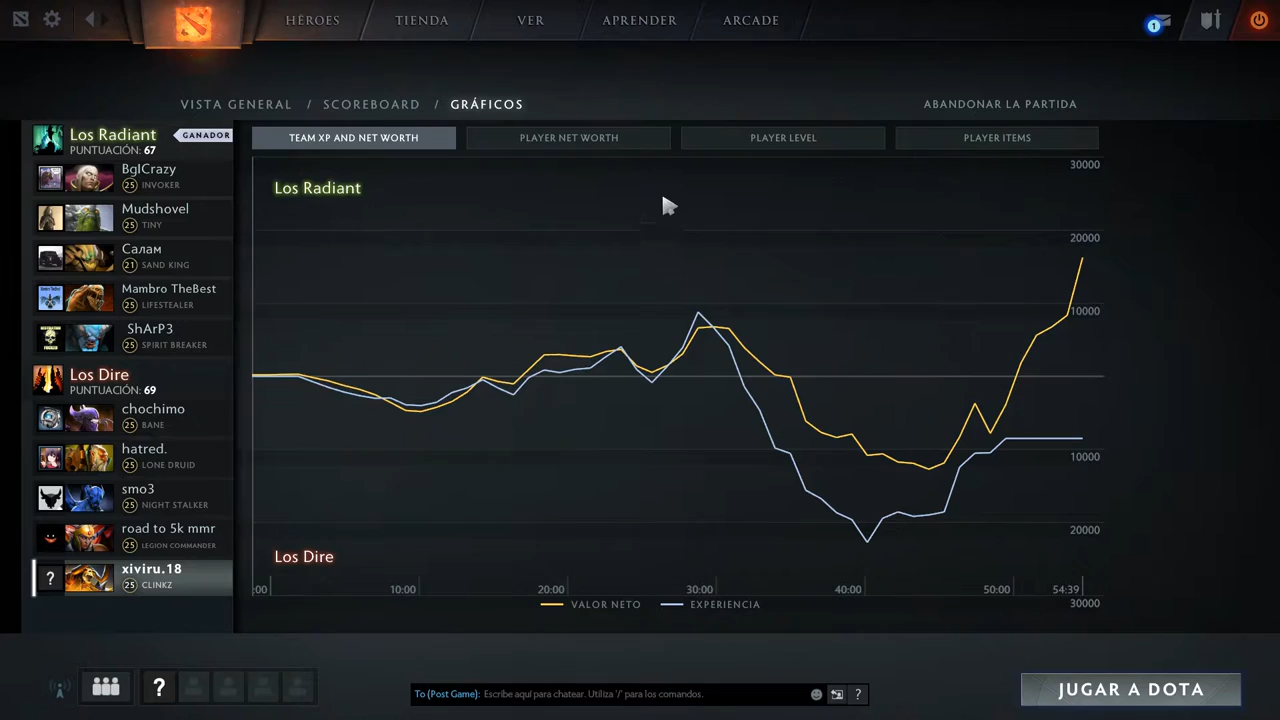 HÉROES TIENDA VER APRENDER ARCADE 1
VISTA GENERAL / SCOREBOARD / GRÁFICOS ABANDONAR LA PARTIDA
Los Radiant GANADOR
PUNTUACIÓN: 67
BgICrazy
25 INVOKER
Mudshovel
25 TINY
Салам
21 SAND KING
Mambro TheBest
25 LIFESTEALER
ShArP3
25 SPIRIT BREAKER
Los Dire
PUNTUACIÓN: 69
chochimo
25 BANE
hatred.
25 LONE DRUID
smo3
25 NIGHT STALKER
road to 5k mmr
25 LEGION COMMANDER
? xiviru.18
25 CLINKZ
TEAM XP AND NET WORTH PLAYER NET WORTH PLAYER LEVEL PLAYER ITEMS
30000
Los Radiant
20000
10000
10000
20000
Los Dire
:00 10:00 20:00 30:00 40:00 50:00 54:39
30000
VALOR NETO EXPERIENCIA
?
To (Post Game): Escribe aquí para chatear. Utiliza '/' para los comandos. ?
JUGAR A DOTA